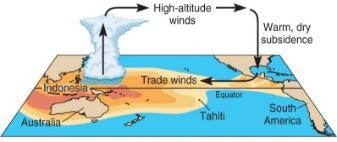 High-altitude
winds
Warm, dry
subsidence
Trade winds
Indonesia
Equator
Tahiti
South
America
Australia